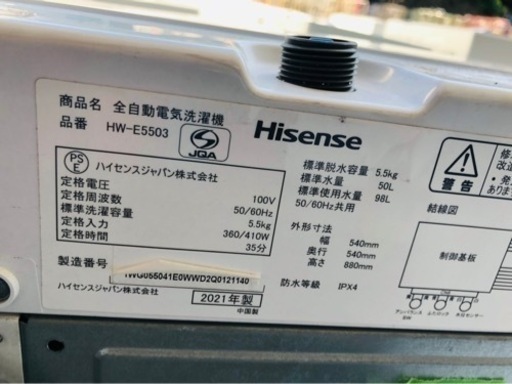 商品名 全自動電気洗濯機
品番 HW-E5503
JQA
Hisense
PS
E
ハイセンスジャパン株式会社
定格電圧 100V
定格周波数 50/60Hz
標準洗濯容量 5.5kg
定格入力 360/410W
定格時間 35分
製造番号
1WG055041E0WWD2Q0121140
ハイセンスジャパン株式会社
2021年製
中国製
標準脱水容量 5.5kg
標準水量 50L
標準使用水量 98L
50/60Hz共用
外形寸法
幅 540mm
奥行 540mm
高さ 880mm
防水等級 IPX4
警告
結線図
制御基板